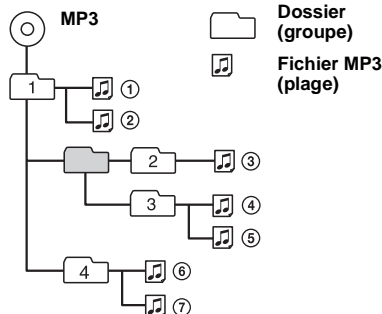 MP3
Dossier
(groupe)
Fichier MP3
(plage)
1
①
②
2
③
3
④
⑤
4
⑥
⑦